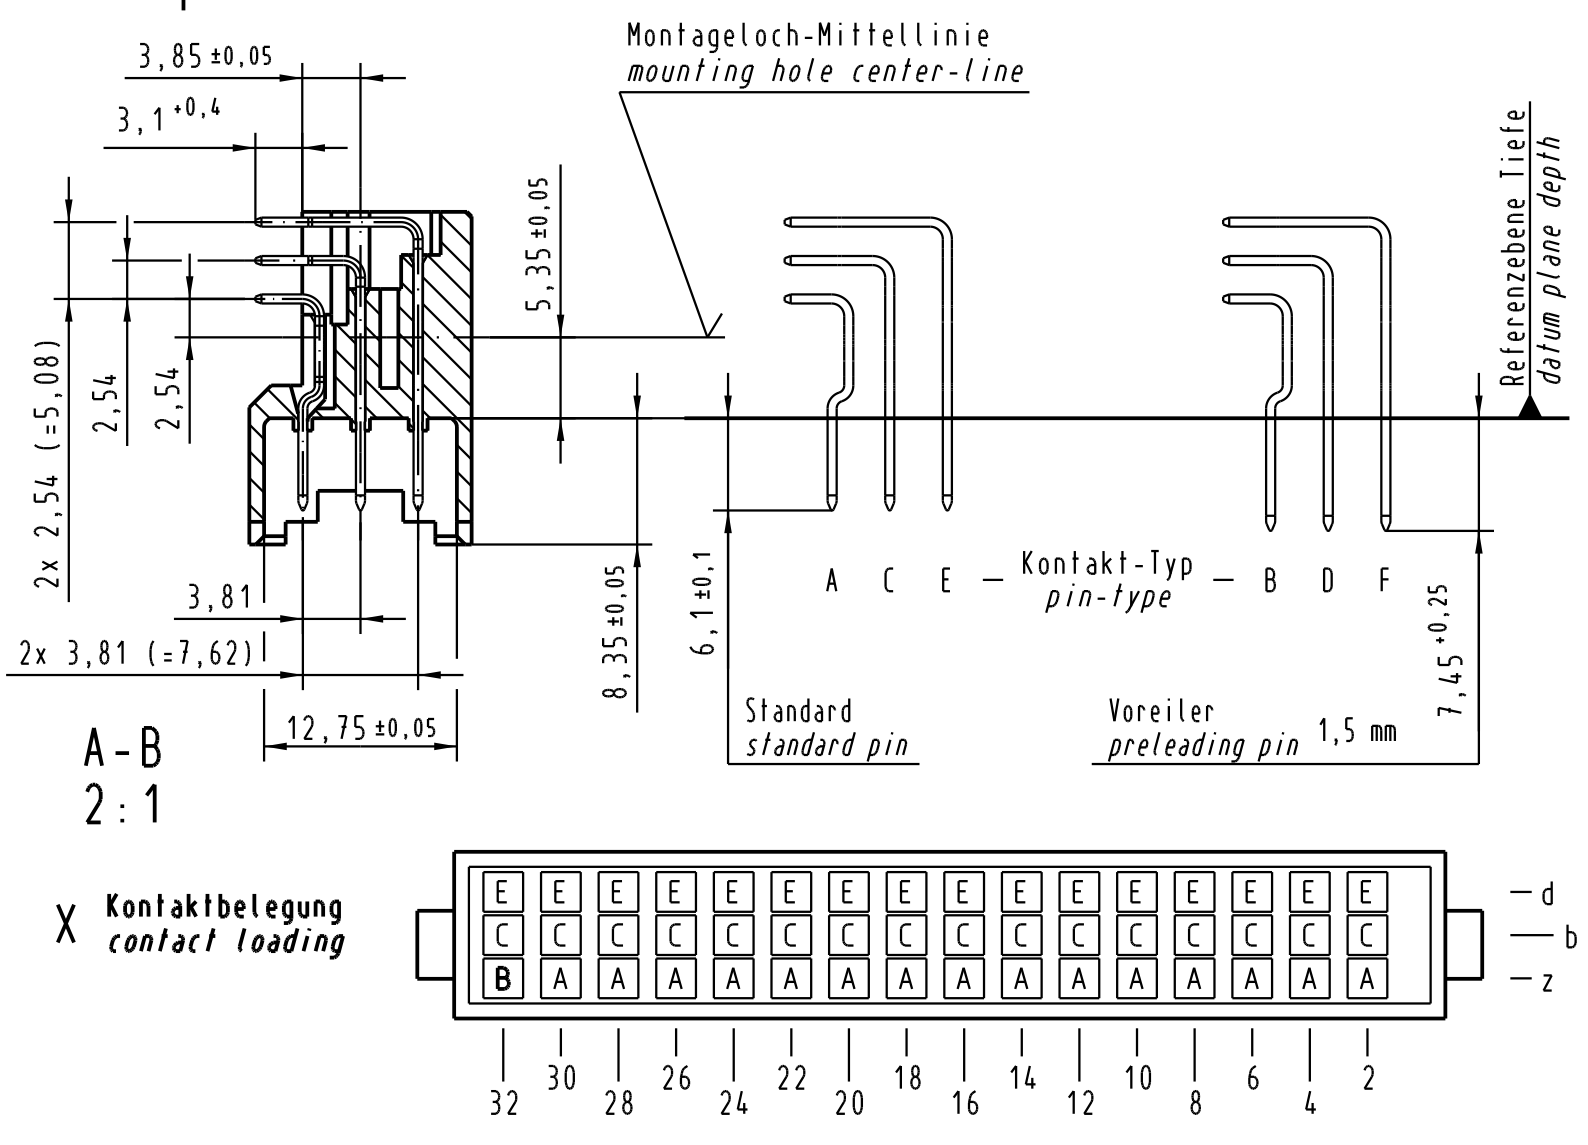 3,85 ±0,05
3,1 +0,4
Montageloch-Mittellinie
mounting hole center-line
5,35 ±0,05
Referenzebene Tiefe
datum plane depth
2x 2,54 (=5,08)
2,54
2,54
3,81
2x 3,81 (=7,62)
12,75 ±0,05
8,35 ±0,05
6,1 ±0,1
A C E – Kontakt-Typ – B D F
pin-type
7,45 +0,25
Standard
standard pin
Voreiler
preleading pin 1,5 mm
A-B
2:1
X Kontaktbelegung
contact loading
E E E E E E E E E E E E E E E E – d
C C C C C C C C C C C C C C C C — b
B A A A A A A A A A A A A A A A – z
30 26 22 18 14 10 6 2
32 28 24 20 16 12 8 4